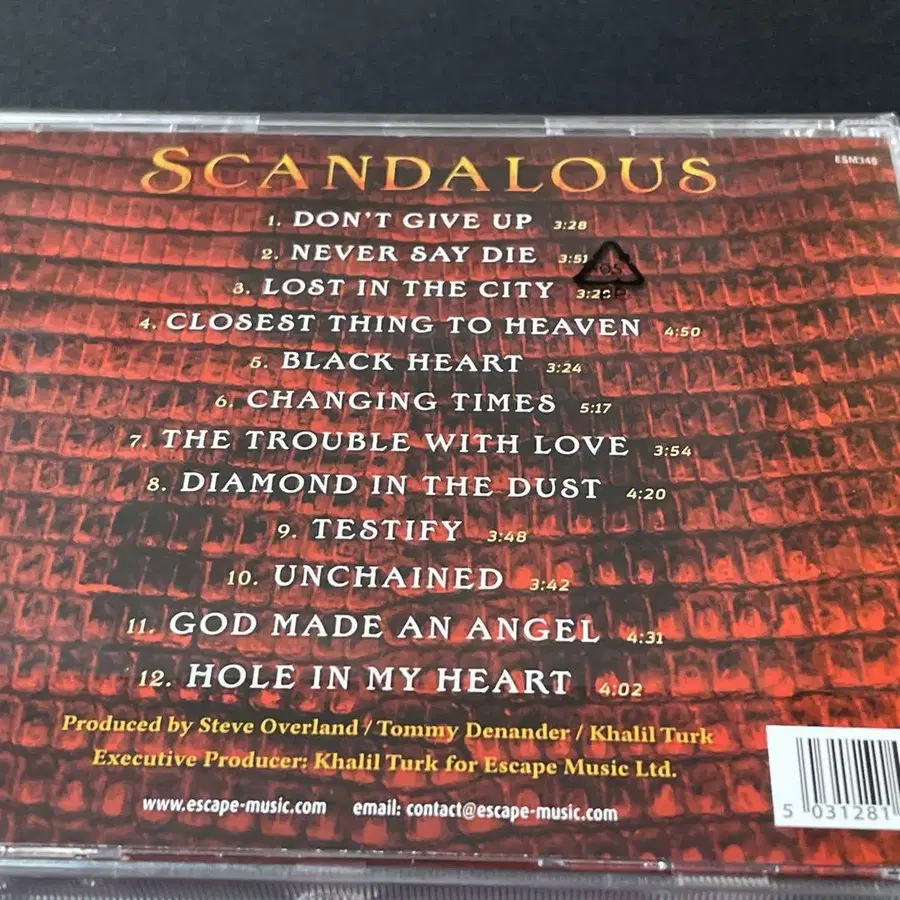 SCANDALOUS
ESM348
1. DON'T GIVE UP 3:28
2. NEVER SAY DIE 3:51
3. LOST IN THE CITY
4. CLOSEST THING TO HEAVEN 4:50
5. BLACK HEART 3:24
6. CHANGING TIMES 5:17
7. THE TROUBLE WITH LOVE 3:54
8. DIAMOND IN THE DUST 4:20
9. TESTIFY 3:48
10. UNCHAINED 3:42
11. GOD MADE AN ANGEL 4:31
12. HOLE IN MY HEART 4:02
Produced by Steve Overland / Tommy Denander / Khalil Turk
Executive Producer: Khalil Turk for Escape Music Ltd.
www.escape-music.com email: contact@escape-music.com
5 031281